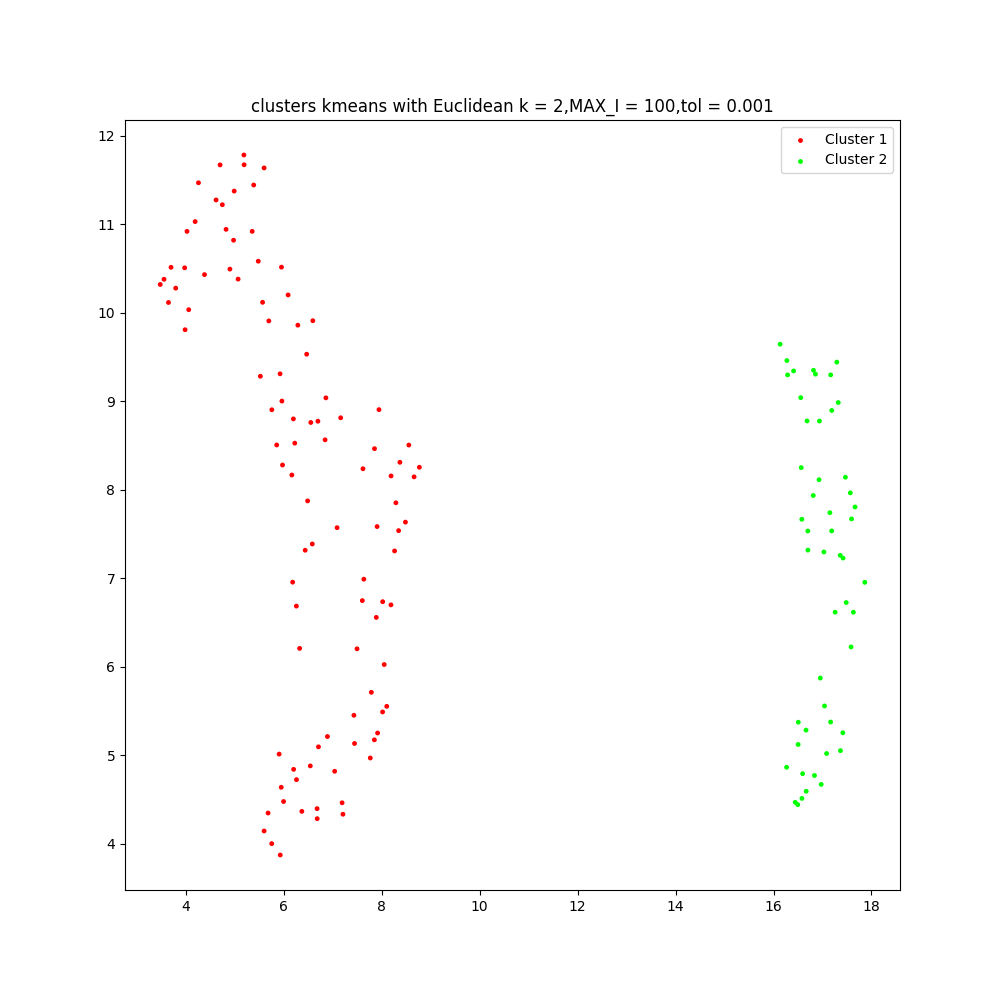 clusters kmeans with Euclidean k = 2,MAX_I = 100,tol = 0.001
Cluster 1
Cluster 2
12
11
10
9
8
7
6
5
4
4 6 8 10 12 14 16 18